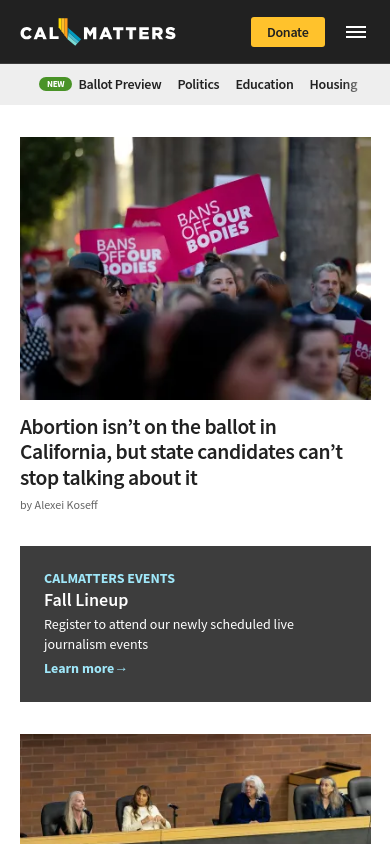 CALMATTERS
Donate
NEW Ballot Preview Politics Education Housing
Abortion
BANS
OFF OUR
BODIES
BANS
OFF OUR
BODIES
BANS
Abortion isn’t on the ballot in
California, but state candidates can’t
stop talking about it
by Alexei Koseff
CALMATTERS EVENTS
Fall Lineup
Register to attend our newly scheduled live
journalism events
Learn more→